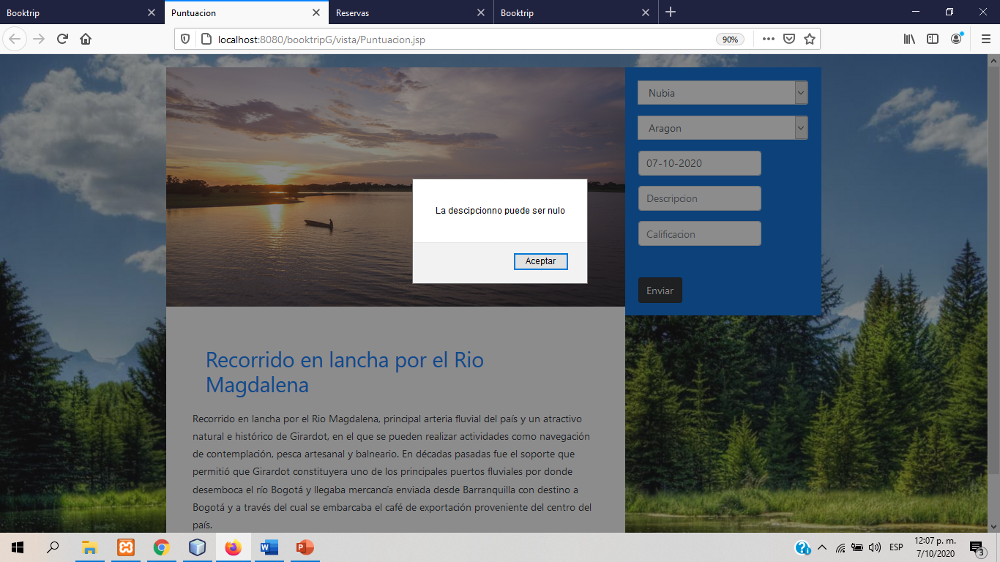 Booktrip
Puntuacion
Reservas
Booktrip
localhost:8080/booktripG/vista/Puntuacion.jsp
90%
Nubia
Aragon
07-10-2020
Descripcion
Calificacion
Enviar
La descipcionno puede ser nulo
Aceptar
Recorrido en lancha por el Rio
Magdalena
Recorrido en lancha por el Rio Magdalena, principal arteria fluvial del país y un atractivo
natural e histórico de Girardot, en el que se pueden realizar actividades como navegación
de contemplación, pesca artesanal y balneario. En décadas pasadas fue el soporte que
permitió que Girardot constituyera uno de los principales puertos fluviales por donde
desemboca el río Bogotá y llegaba mercancía enviada desde Barranquilla con destino a
Bogotá y a través del cual se embarcaba el café de exportación proveniente del centro del
país.
ESP
12:07 p. m.
7/10/2020
3